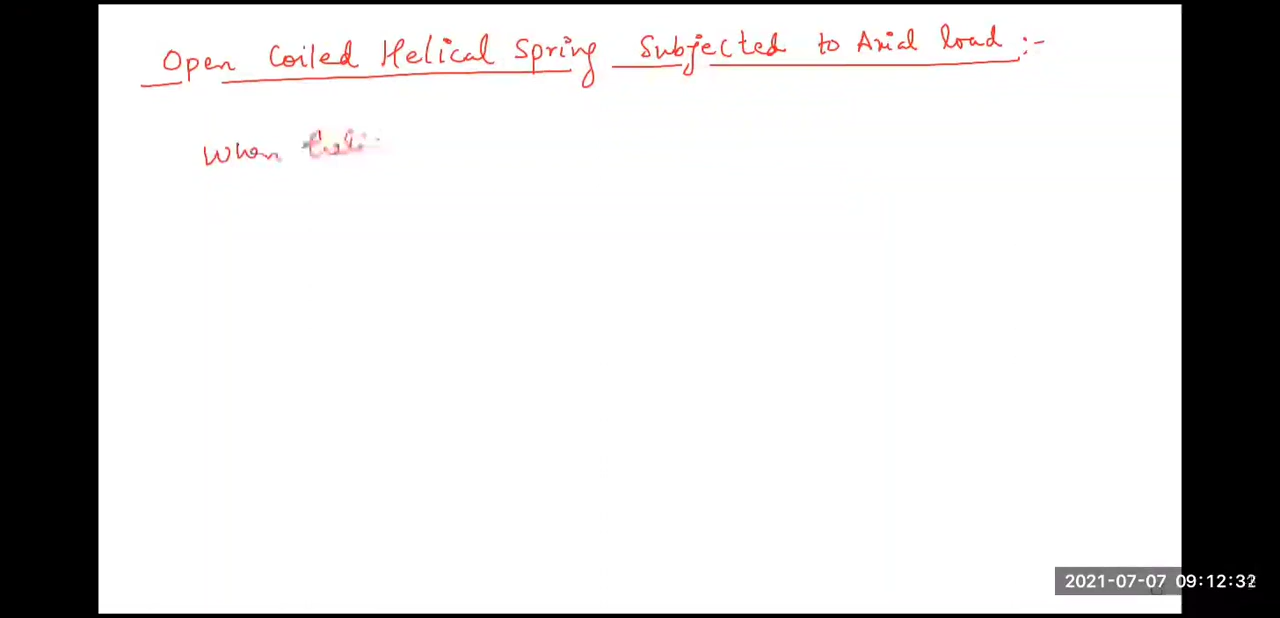 Open Coiled Helical Spring Subjected to Axial load :-
When
2021-07-07 09:12:32